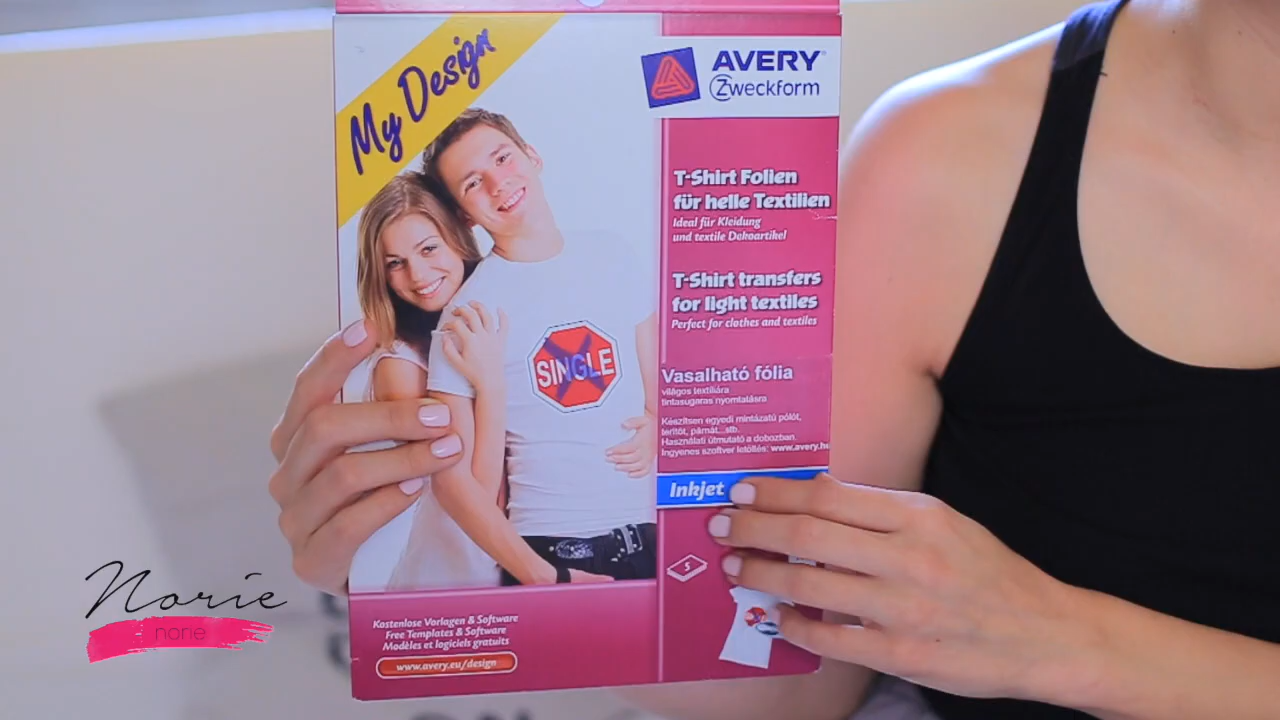 My Design
AVERY
Zweckform
T-Shirt Folien
für helle Textilien
Ideal für Kleidung
und textile Dekoartikel
T-Shirt transfers
for light textiles
Perfect for clothes and textiles
SINGLE
Vasalható fólia
világos textíliára
tintasugaras nyomtatásra
Készítsen egyedi mintázatú pólót,
terítőt, párnát...stb.
Használati útmutató a dobozban.
Ingyenes szoftver letöltés: www.avery.hu
Inkjet
5
Kostenlose Vorlagen & Software
Free Templates & Software
Modèles et logiciels gratuits
www.avery.eu/design
Norie
norie